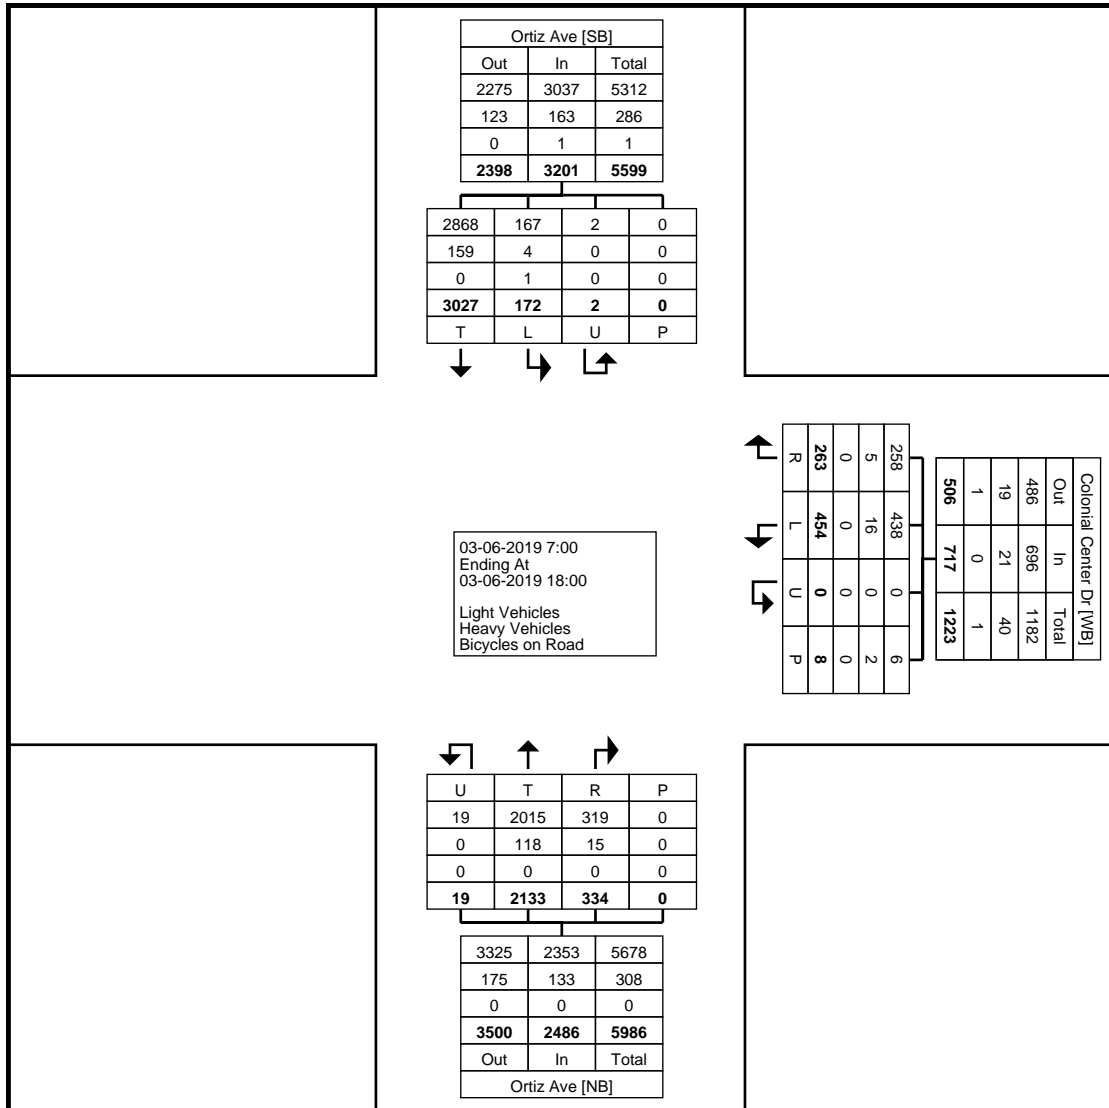 Ortiz Ave [SB]
Out In Total
2275 3037 5312
123 163 286
0 1 1
2398 3201 5599
2868 167 2 0
159 4 0 0
0 1 0 0
3027 172 2 0
T L U P
Colonial Center Dr [WB]
Out In Total
486 696 1182
19 21 40
1 0 1
506 717 1223
258 438 0 6
5 16 0 2
0 0 0 0
263 454 0 8
R L U P
03-06-2019 7:00
Ending At
03-06-2019 18:00
Light Vehicles
Heavy Vehicles
Bicycles on Road
U T R P
19 2015 319 0
0 118 15 0
0 0 0 0
19 2133 334 0
3325 2353 5678
175 133 308
0 0 0
3500 2486 5986
Out In Total
Ortiz Ave [NB]